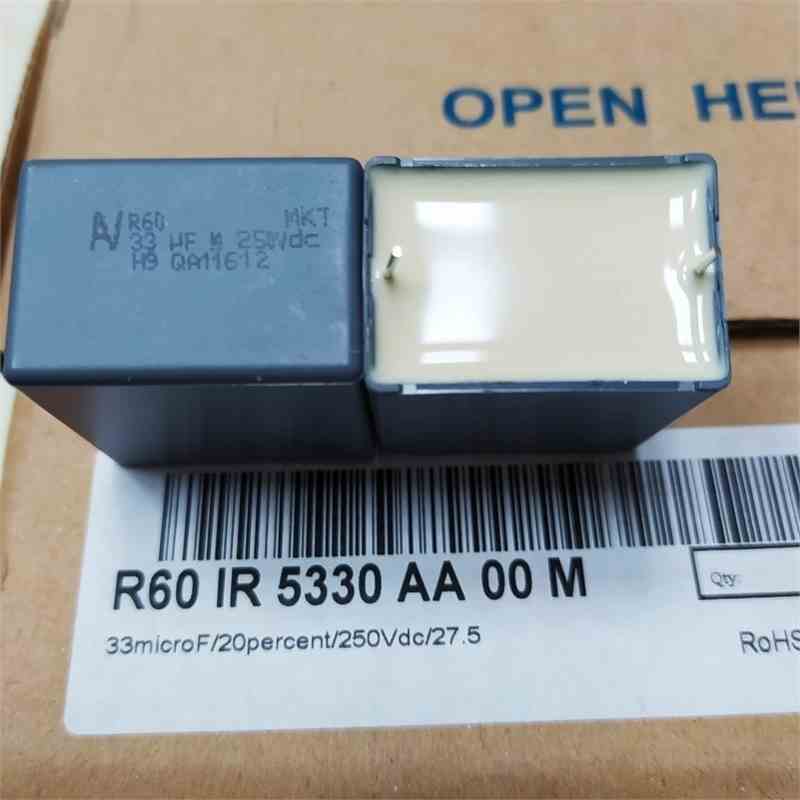 OPEN HE
R60 MKT
33 µF M 250Vdc
H9 QA11612
R60 IR 5330 AA 00 M
Qty:
33microF/20percent/250Vdc/27.5
RoHS